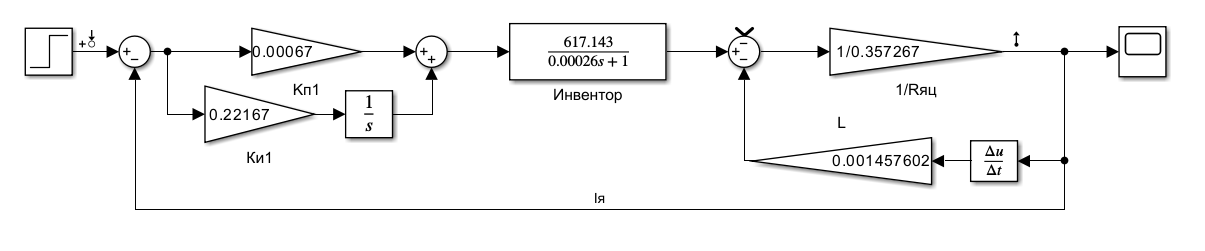 +
−
0.00067
Кп1
0.22167
Ки1
1
s
+
+
617.143
0.00026s + 1
Инвентор
+
−
−
1/0.357267
1/Rяц
L
0.001457602
Δu
Δt
Iя